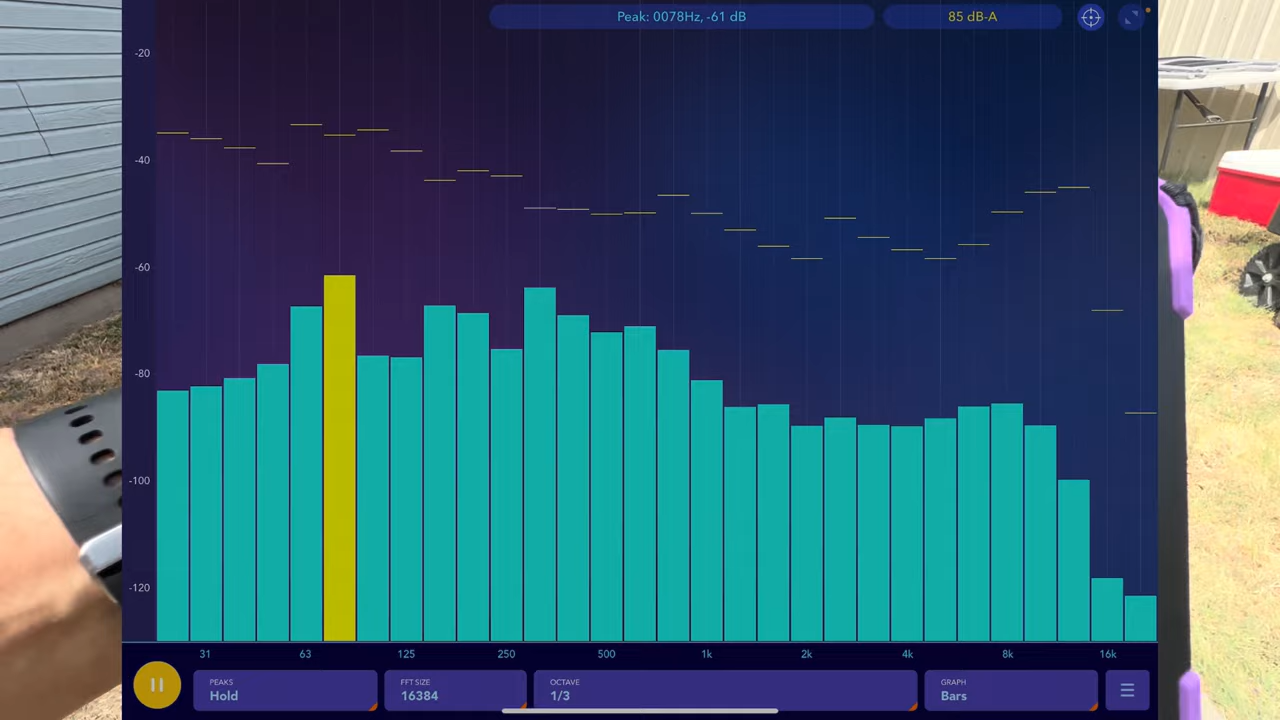 Peak: 0078Hz, -61 dB
85 dB-A
-20
-40
-60
-80
-100
-120
31 63 125 250 500 1k 2k 4k 8k 16k
PEAKS
Hold
FFT SIZE
16384
OCTAVE
1/3
GRAPH
Bars